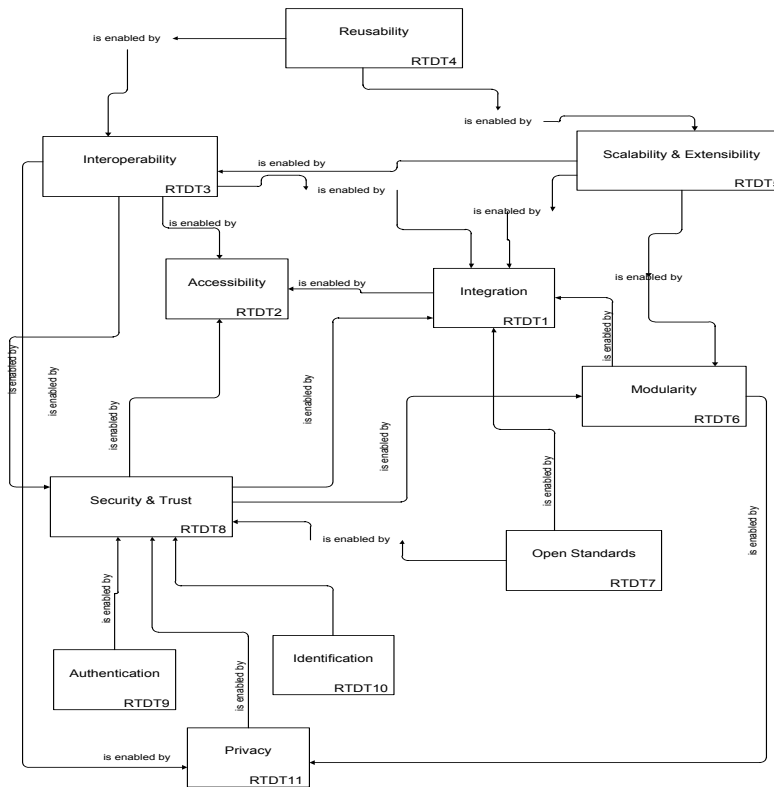 Reusability
RTDT4
is enabled by
is enabled by
Interoperability
RTDT3
is enabled by
Scalability & Extensibility
RTDT5
is enabled by
is enabled by
is enabled by
Accessibility
RTDT2
is enabled by
Integration
RTDT1
is enabled by
is enabled by
Modularity
RTDT6
is enabled by
is enabled by
is enabled by
is enabled by
is enabled by
Security & Trust
RTDT8
is enabled by
is enabled by
is enabled by
Open Standards
RTDT7
is enabled by
Authentication
RTDT9
Identification
RTDT10
is enabled by
Privacy
RTDT11
is enabled by